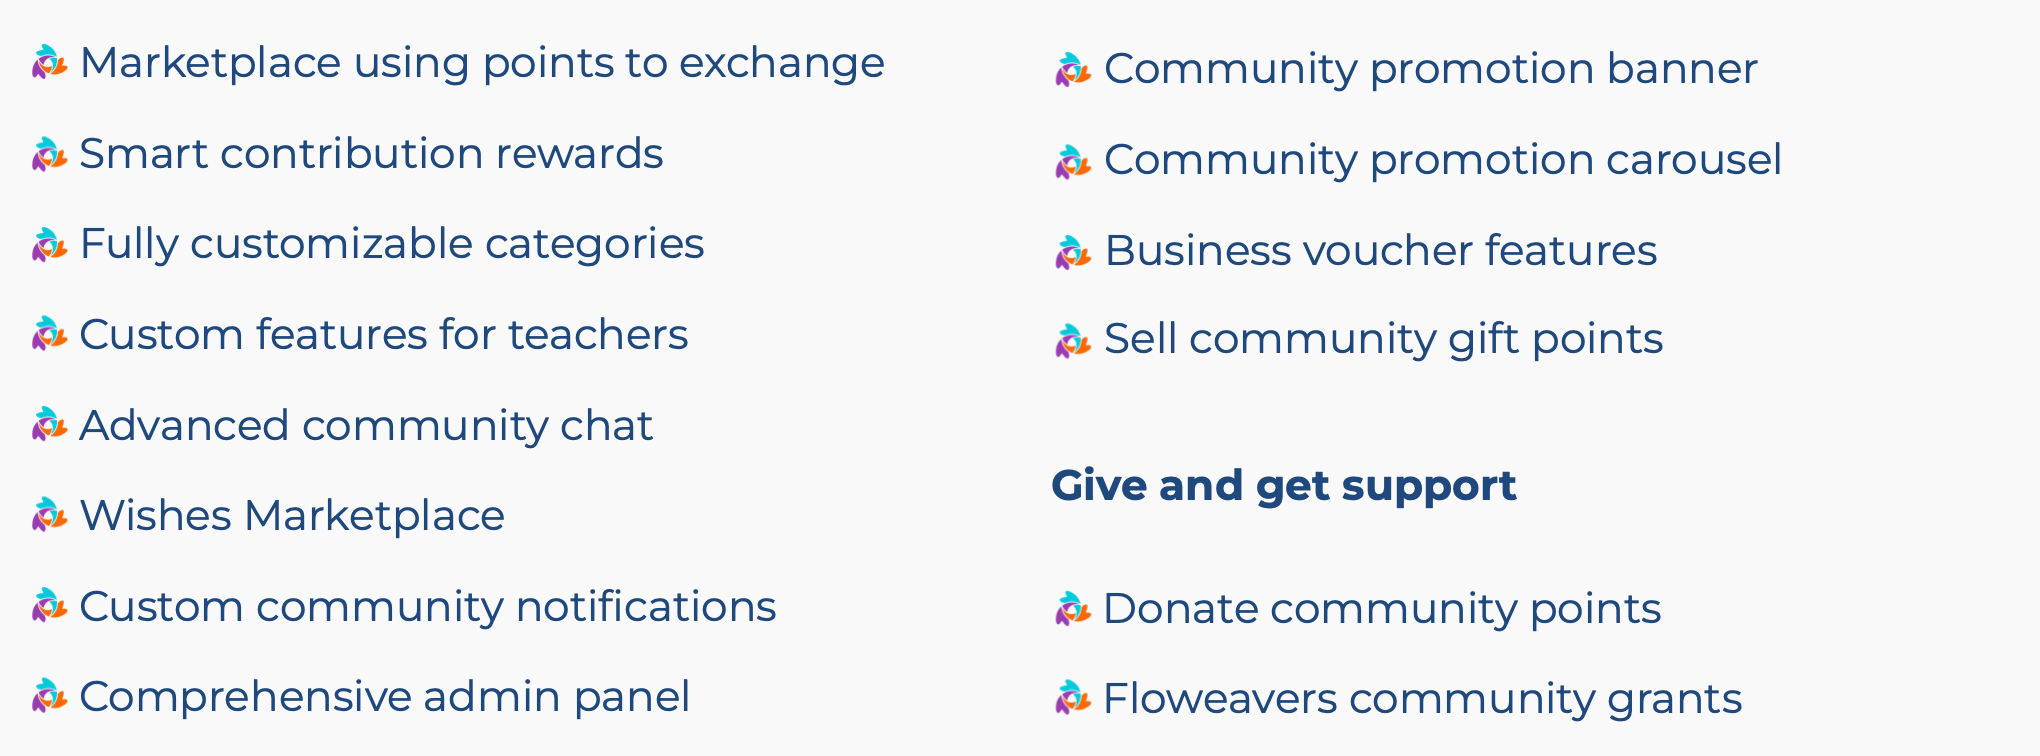 Marketplace using points to exchange
Smart contribution rewards
Fully customizable categories
Custom features for teachers
Advanced community chat
Wishes Marketplace
Custom community notifications
Comprehensive admin panel
Community promotion banner
Community promotion carousel
Business voucher features
Sell community gift points
Give and get support
Donate community points
Floweavers community grants